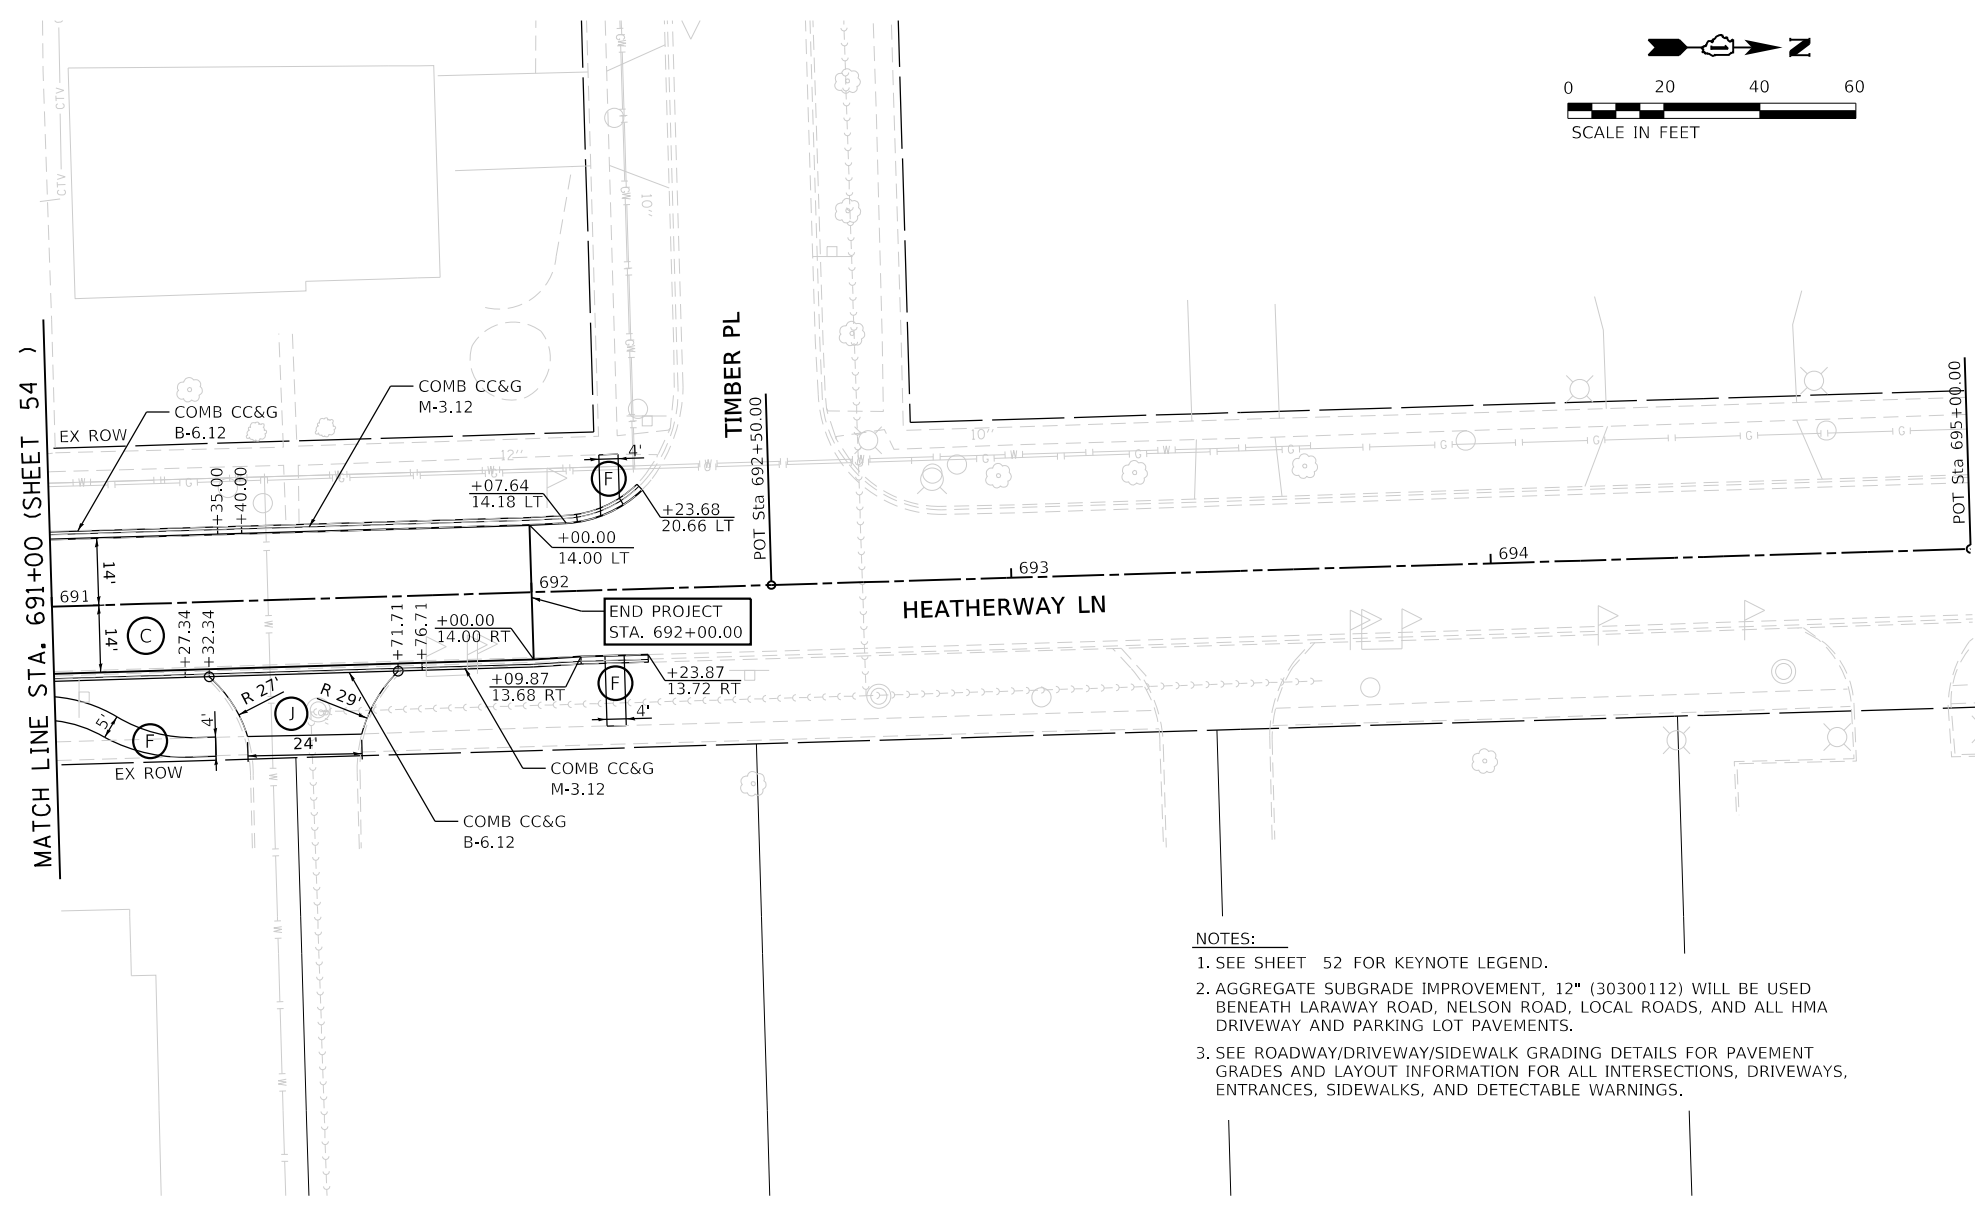 N
0 20 40 60
SCALE IN FEET
CTV
CTV
GW
GW
GW
10"
TIMBER PL
MATCH LINE STA. 691+00 (SHEET 54 )
COMB CC&G
M-3.12
COMB CC&G
B-6.12
EX ROW
12"
10"
W
G
G
W
G
W
G
G
G
G
+35.00
+40.00
+07.64
14.18 LT
F
4'
+23.68
20.66 LT
+00.00
14.00 LT
POT Sta 692+50.00
POT Sta 695+00.00
14'
14'
691
692
693
694
C
END PROJECT
STA. 692+00.00
HEATHERWAY LN
+27.34
+32.34
+71.71
+76.71
+00.00
14.00 RT
+09.87
13.68 RT
F
4'
+23.87
13.72 RT
R 27'
R 29'
J
5'
F
4'
24'
EX ROW
COMB CC&G
M-3.12
COMB CC&G
B-6.12
W
W
W
W
NOTES:
1. SEE SHEET 52 FOR KEYNOTE LEGEND.
2. AGGREGATE SUBGRADE IMPROVEMENT, 12" (30300112) WILL BE USED
BENEATH LARAWAY ROAD, NELSON ROAD, LOCAL ROADS, AND ALL HMA
DRIVEWAY AND PARKING LOT PAVEMENTS.
3. SEE ROADWAY/DRIVEWAY/SIDEWALK GRADING DETAILS FOR PAVEMENT
GRADES AND LAYOUT INFORMATION FOR ALL INTERSECTIONS, DRIVEWAYS,
ENTRANCES, SIDEWALKS, AND DETECTABLE WARNINGS.